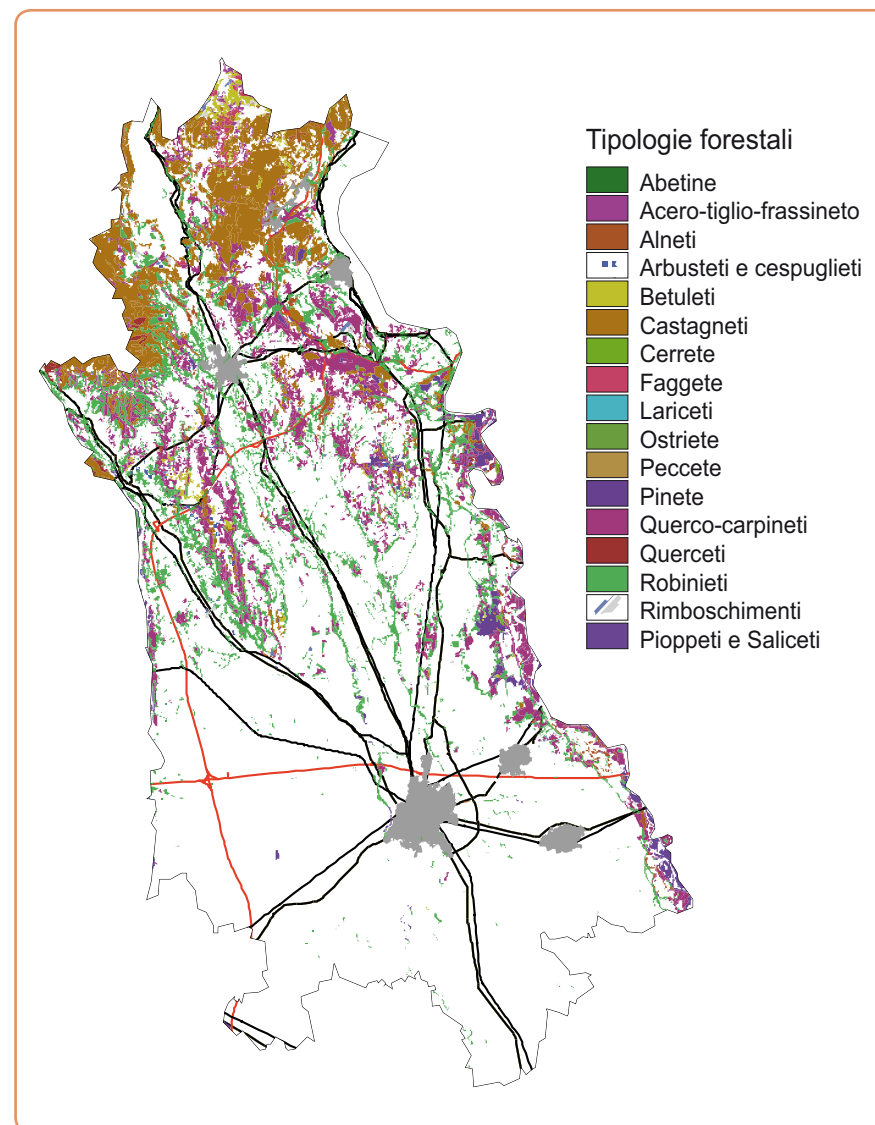 Tipologie forestali
Abetine
Acero-tiglio-frassineto
Alneti
Arbusteti e cespuglieti
Betuleti
Castagneti
Cerrete
Faggete
Lariceti
Ostriete
Peccete
Pinete
Querco-carpineti
Querceti
Robinieti
Rimboschimenti
Pioppeti e Saliceti